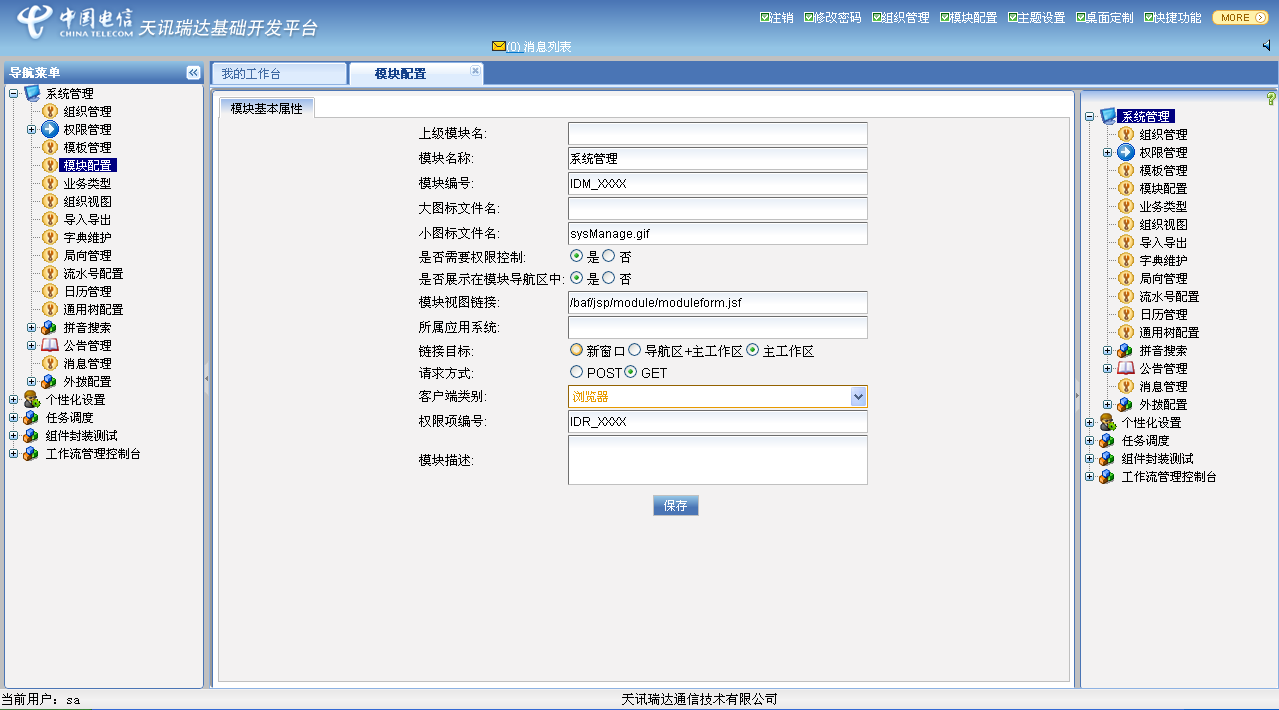 中国电信
CHINA TELECOM
天讯瑞达基础开发平台
注销 修改密码 组织管理 模块配置 主题设置 桌面定制 快捷功能 MORE
(0) 消息列表
导航菜单
系统管理
组织管理
权限管理
模板管理
模块配置
业务类型
组织视图
导入导出
字典维护
局向管理
流水号配置
日历管理
通用树配置
拼音搜索
公告管理
消息管理
外拨配置
个性化设置
任务调度
组件封装测试
工作流管理控制台
我的工作台 模块配置
模块基本属性
上级模块名:
模块名称: 系统管理
模块编号: IDM_XXXX
大图标文件名:
小图标文件名: sysManage.gif
是否需要权限控制: 是 否
是否展示在模块导航区中: 是 否
模块视图链接: /baf/jsp/module/moduleform.jsf
所属应用系统:
链接目标: 新窗口 导航区+主工作区 主工作区
请求方式: POST GET
客户端类别: 浏览器
权限项编号: IDR_XXXX
模块描述:
保存
系统管理
组织管理
权限管理
模板管理
模块配置
业务类型
组织视图
导入导出
字典维护
局向管理
流水号配置
日历管理
通用树配置
拼音搜索
公告管理
消息管理
外拨配置
个性化设置
任务调度
组件封装测试
工作流管理控制台
当前用户: sa
天讯瑞达通信技术有限公司